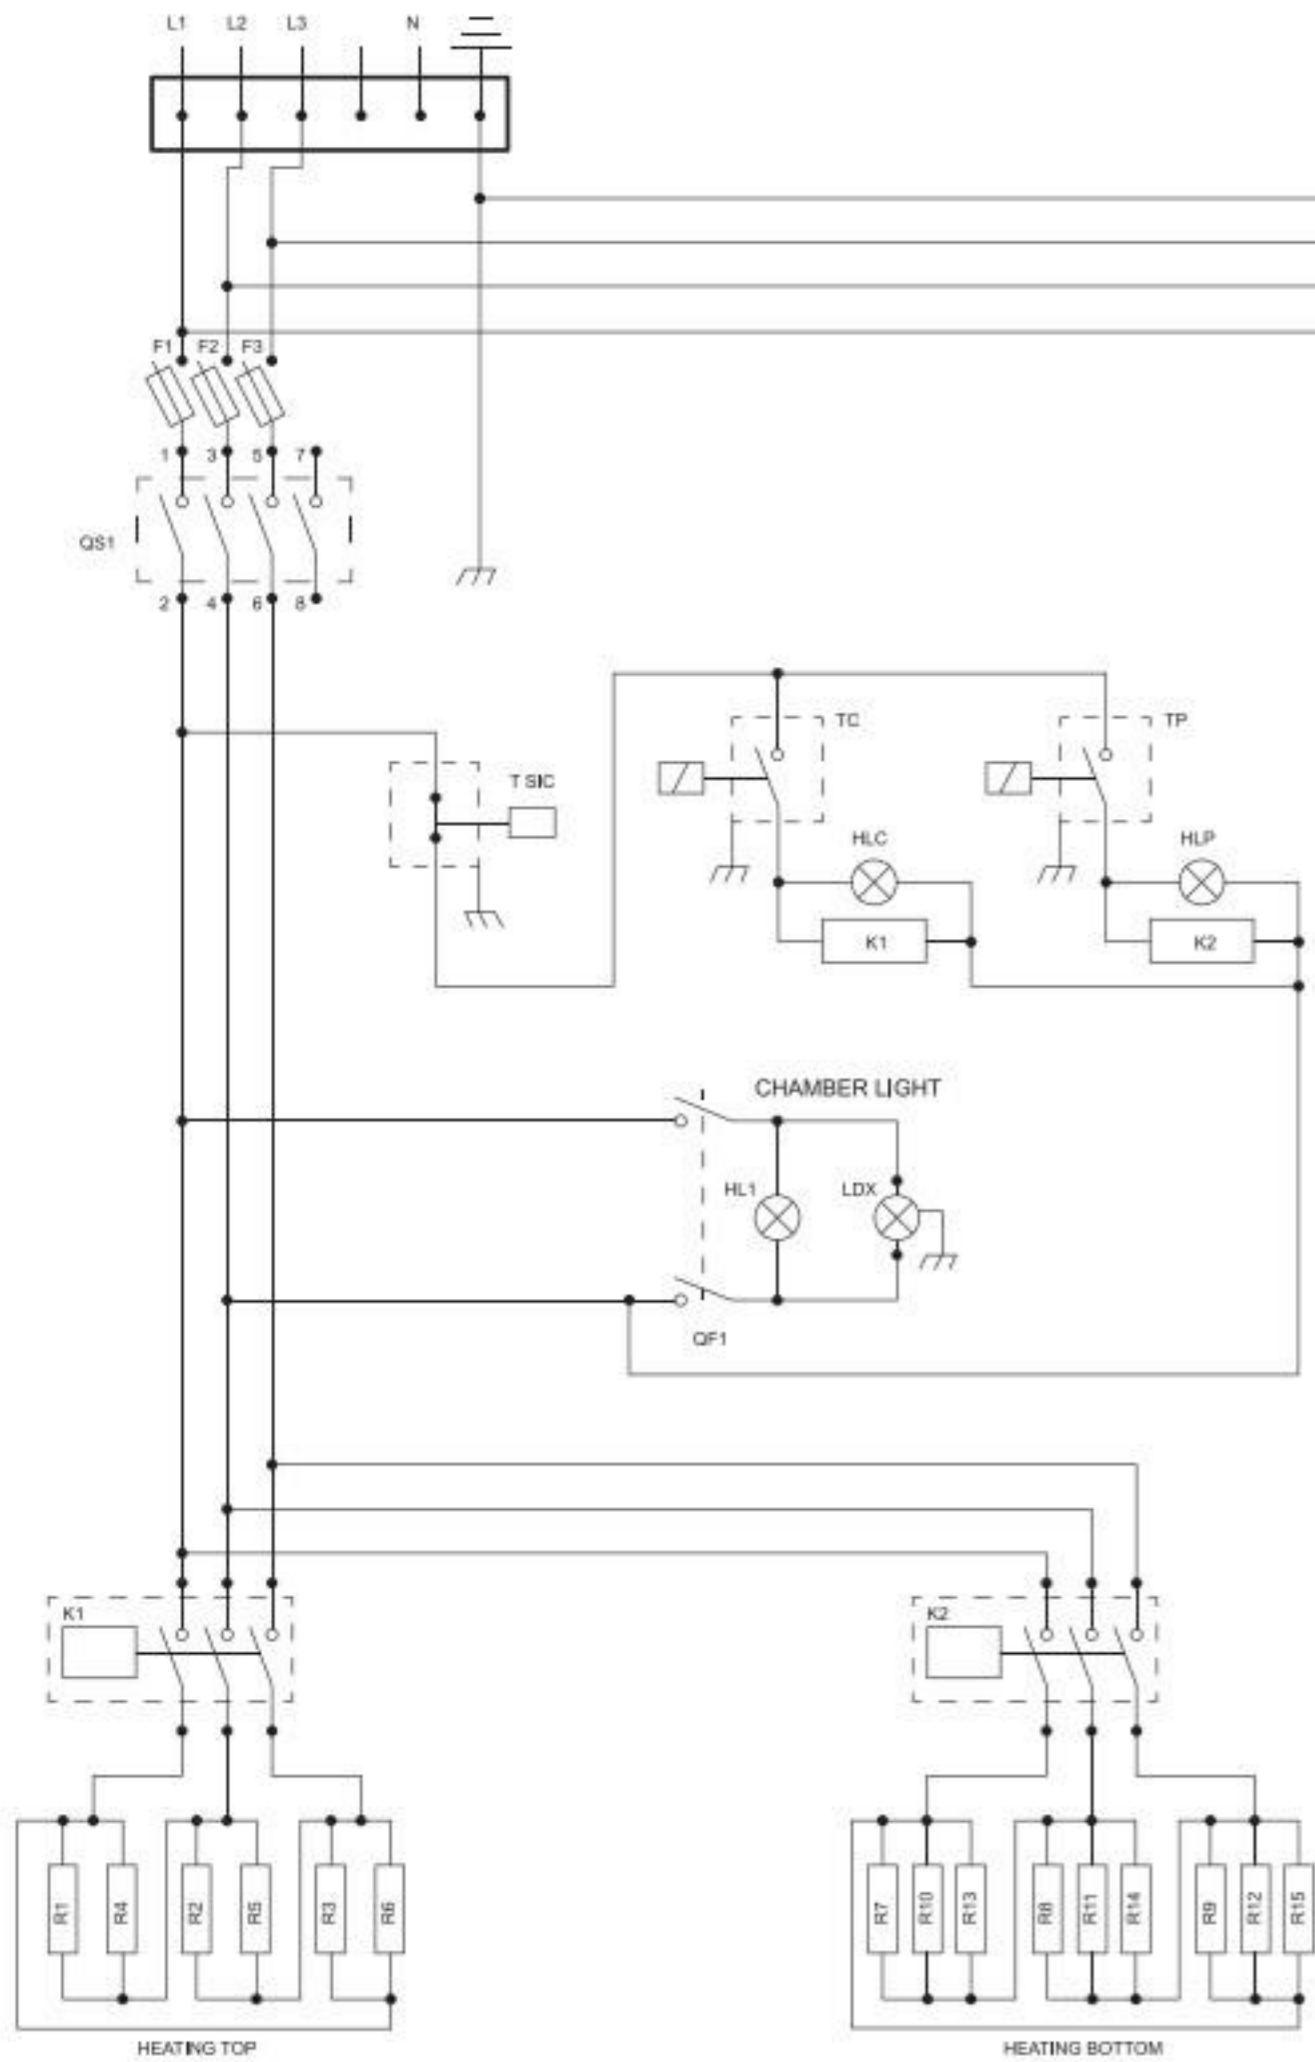 L1 L2 L3 N
F1 F2 F3
1 3 5 7
QS1
2 4 6 8
TC TP
T SIC
HLC HLP
K1 K2
CHAMBER LIGHT
HL1 LDX
QF1
K1 K2
R1 R4 R2 R5 R3 R6 R7 R10 R13 R8 R11 R14 R9 R12 R15
HEATING TOP HEATING BOTTOM